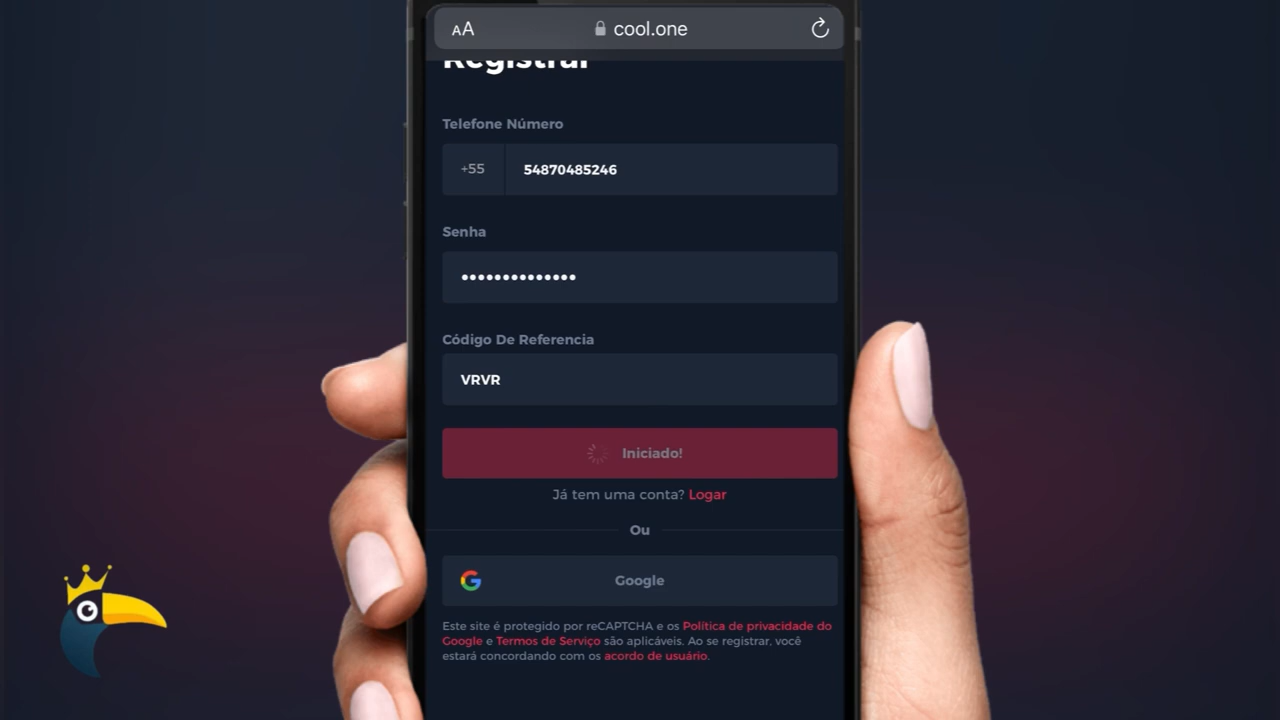 AA cool.one
Registrar
Telefone Número
+55 54870485246
Senha
••••••••••••••
Código De Referencia
VRVR
Iniciado!
Já tem uma conta? Logar
Ou
Google
Este site é protegido por reCAPTCHA e os Política de privacidade do
Google e Termos de Serviço são aplicáveis. Ao se registrar, você
estará concordando com os acordo de usuário.